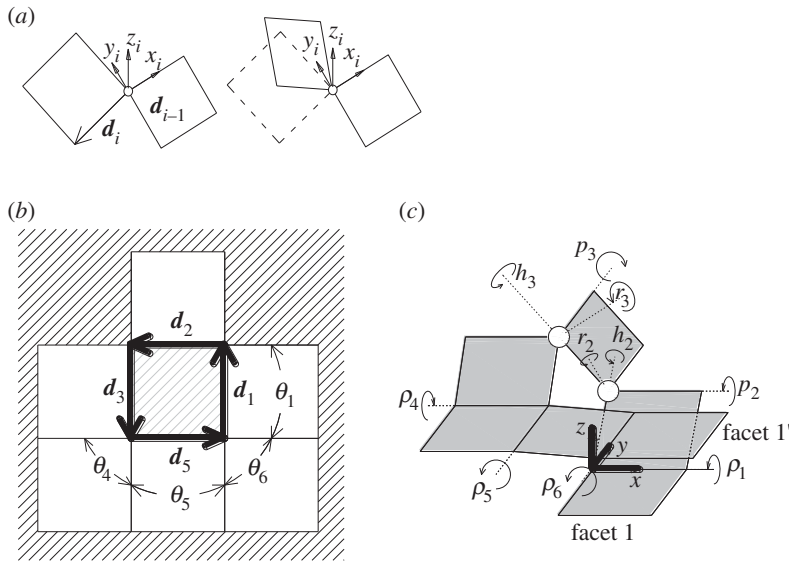 (a)
y_i z_i x_i
d_{i–1}
d_i
y_i z_i x_i
(b)
d_2
d_3 d_1 θ_1
d_5
θ_4 θ_5 θ_6
(c)
h_3 p_3
r_3
r_2 h_2
ρ_4 p_2
z y facet 1'
ρ_5 ρ_6 x ρ_1
facet 1